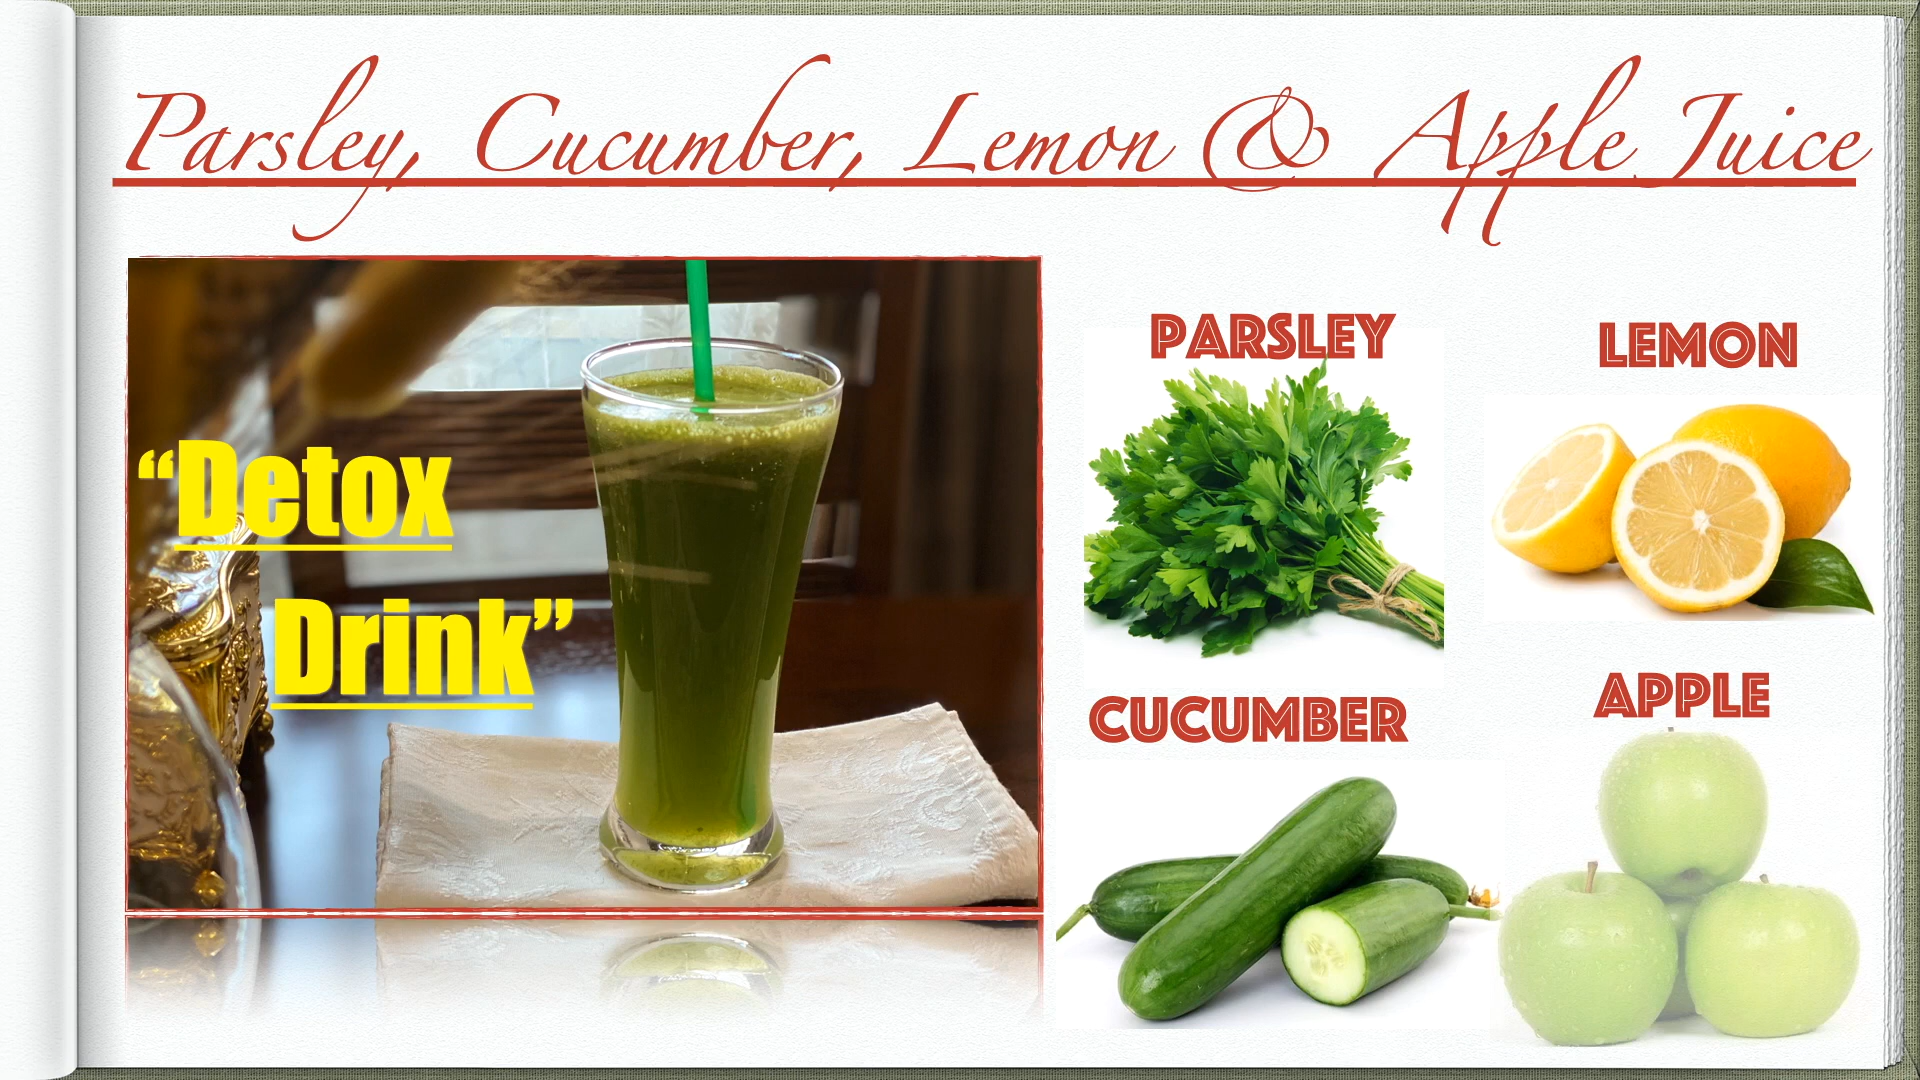 Parsley, Cucumber, Lemon & Apple Juice
“Detox
Drink”
PARSLEY
LEMON
CUCUMBER
APPLE